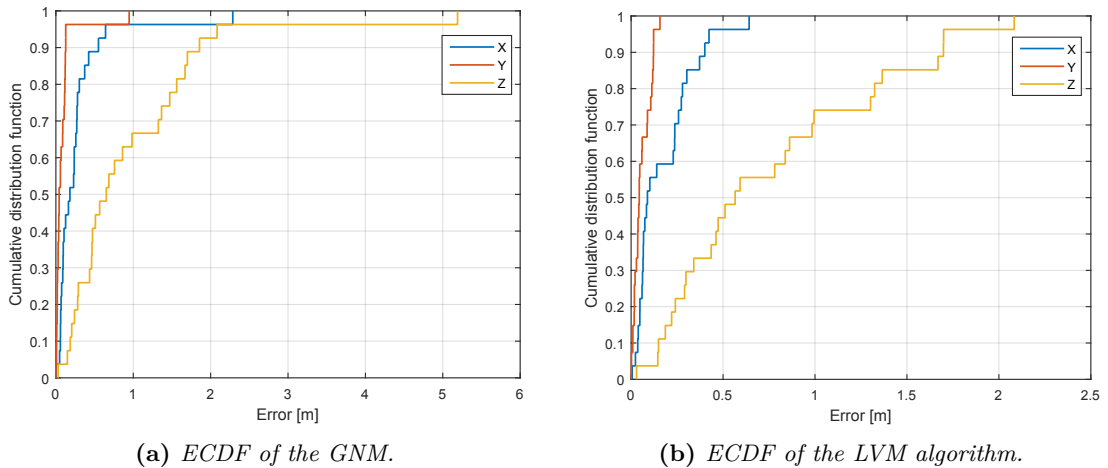 1
0.9
0.8
0.7
0.6
0.5
0.4
0.3
0.2
0.1
0
Cumulative distribution function
0 1 2 3 4 5 6
Error [m]
X
Y
Z
(a) ECDF of the GNM.
1
0.9
0.8
0.7
0.6
0.5
0.4
0.3
0.2
0.1
0
Cumulative distribution function
0 0.5 1 1.5 2 2.5
Error [m]
X
Y
Z
(b) ECDF of the LVM algorithm.